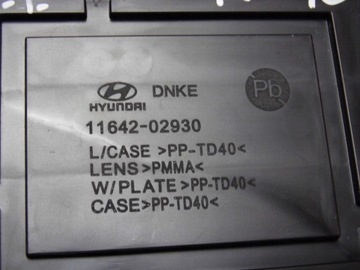 DNKE
Pb
HYUNDAI
11642-02930
L/CASE >PP-TD40<
LENS >PMMA<
W/PLATE >PP-TD40<
CASE >PP-TD40<